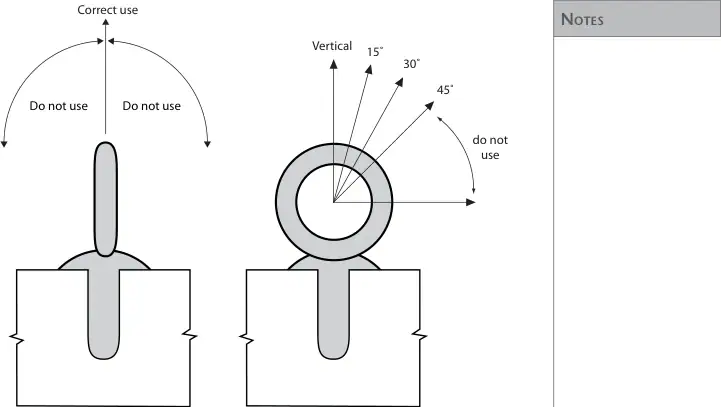 Correct use
Do not use
Do not use
Vertical
15˚
30˚
45˚
do not
use
NOTES